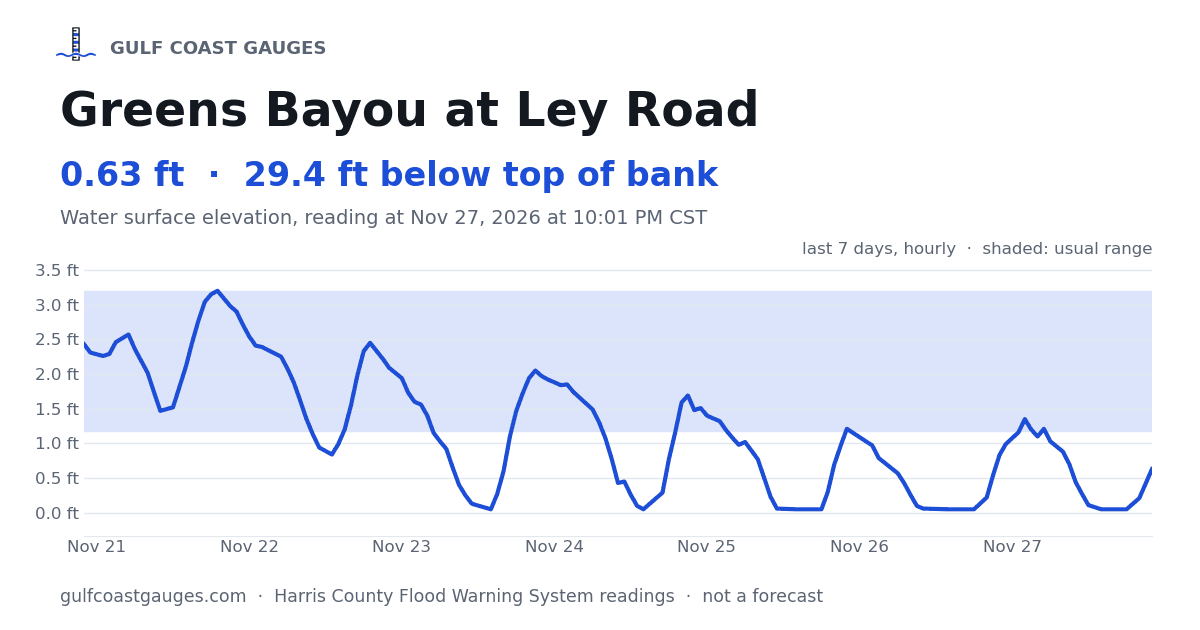 GULF COAST GAUGES
Greens Bayou at Ley Road
0.63 ft · 29.4 ft below top of bank
Water surface elevation, reading at Nov 27, 2026 at 10:01 PM CST
last 7 days, hourly · shaded: usual range
3.5 ft
3.0 ft
2.5 ft
2.0 ft
1.5 ft
1.0 ft
0.5 ft
0.0 ft
Nov 21 Nov 22 Nov 23 Nov 24 Nov 25 Nov 26 Nov 27
gulfcoastgauges.com · Harris County Flood Warning System readings · not a forecast